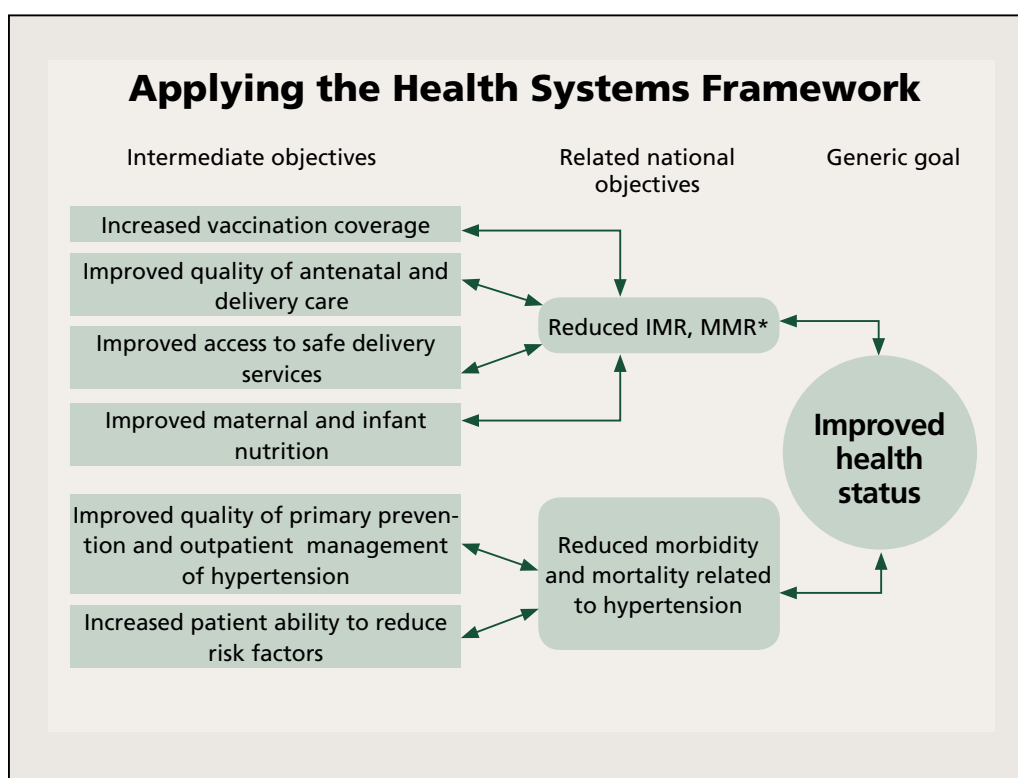 Applying the Health Systems Framework
Intermediate objectives
Related national
objectives
Generic goal
Increased vaccination coverage
Improved quality of antenatal and
delivery care
Improved access to safe delivery
services
Improved maternal and infant
nutrition
Reduced IMR, MMR*
Improved quality of primary preven-
tion and outpatient management
of hypertension
Increased patient ability to reduce
risk factors
Reduced morbidity
and mortality related
to hypertension
Improved
health
status